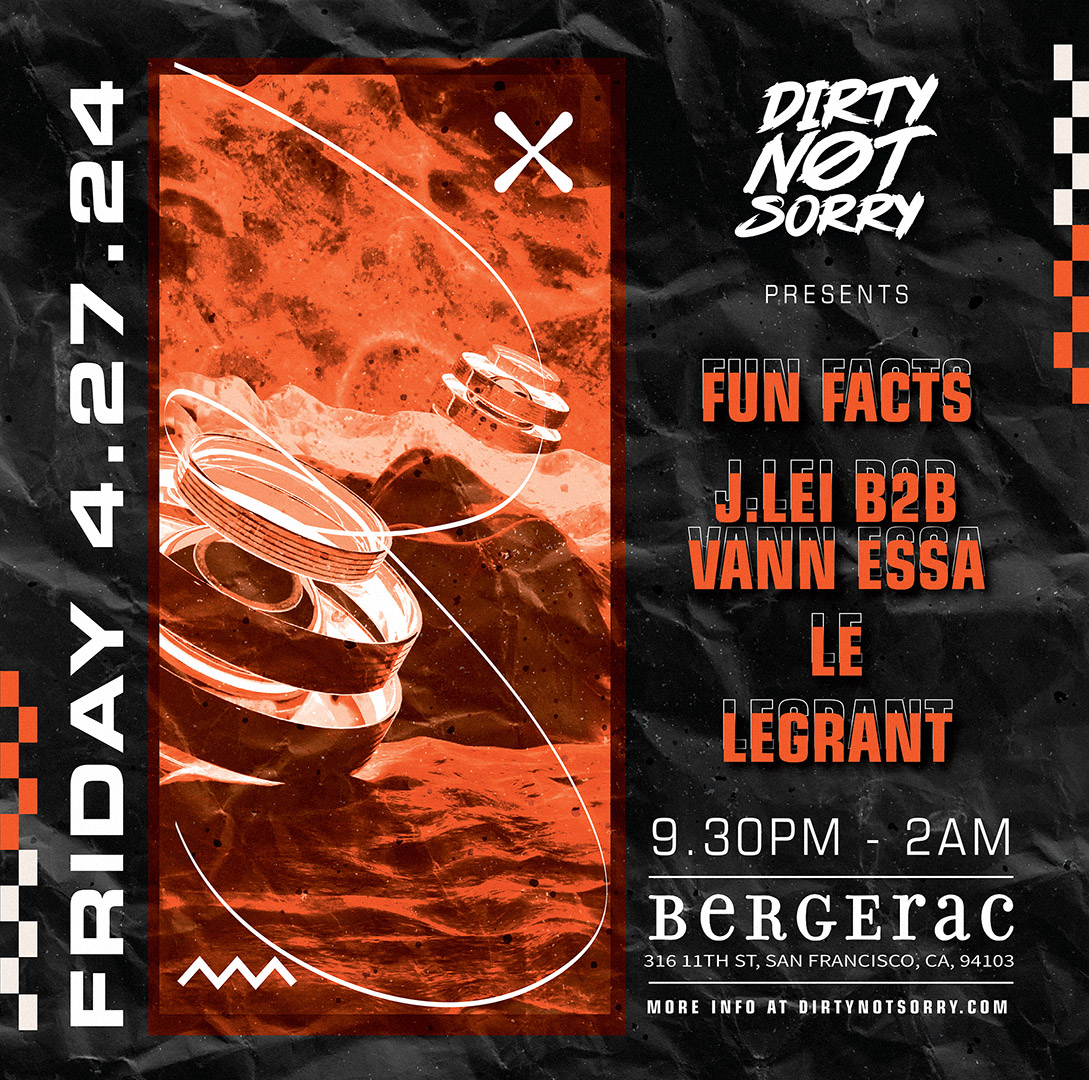 FRIDAY 4.27.24
DIRTY
NØT
SORRY
PRESENTS
FUN FACTS
J.LEI B2B
VANN ESSA
LE
LEGRANT
9.30PM - 2AM
BeRGErac
316 11TH ST, SAN FRANCISCO, CA, 94103
MORE INFO AT DIRTYNOTSORRY.COM